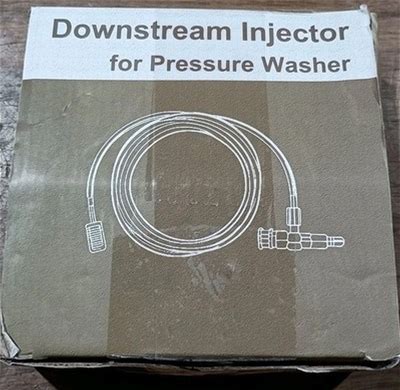 Downstream Injector
for Pressure Washer